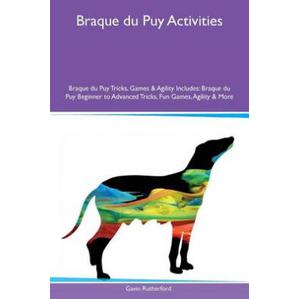 Braque du Puy Activities
Braque du Puy Tricks, Games & Agility Includes: Braque du
Puy Beginner to Advanced Tricks, Fun Games, Agility & More
Gavin Rutherford